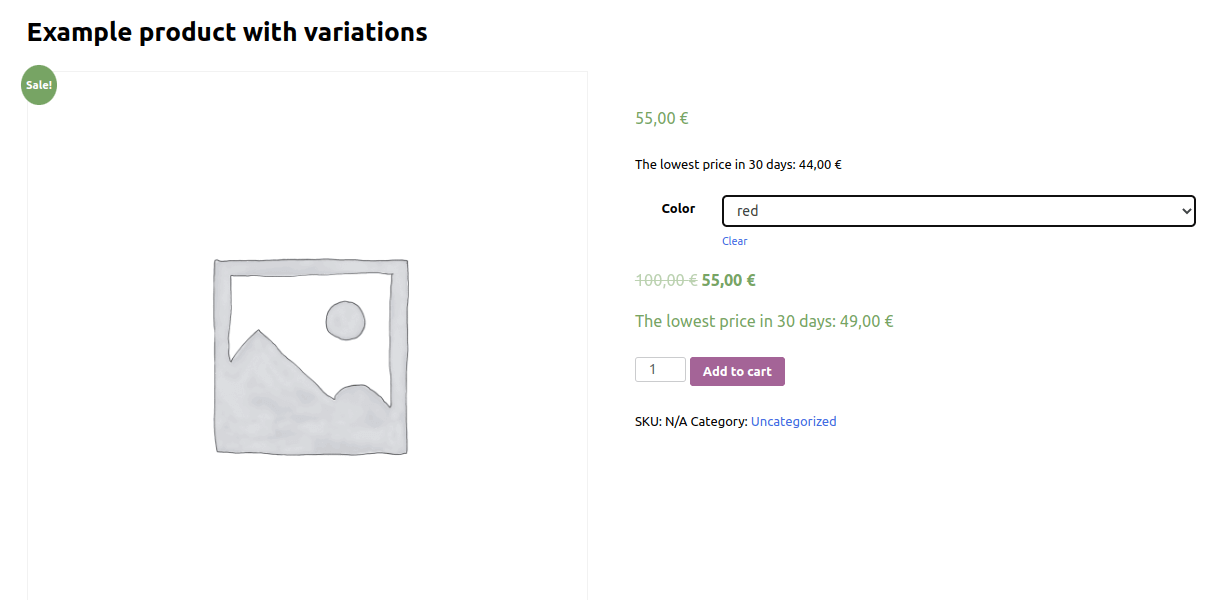 Example product with variations
Sale!
55,00 €
The lowest price in 30 days: 44,00 €
Color
red
Clear
100,00 € 55,00 €
The lowest price in 30 days: 49,00 €
1
Add to cart
SKU: N/A Category: Uncategorized